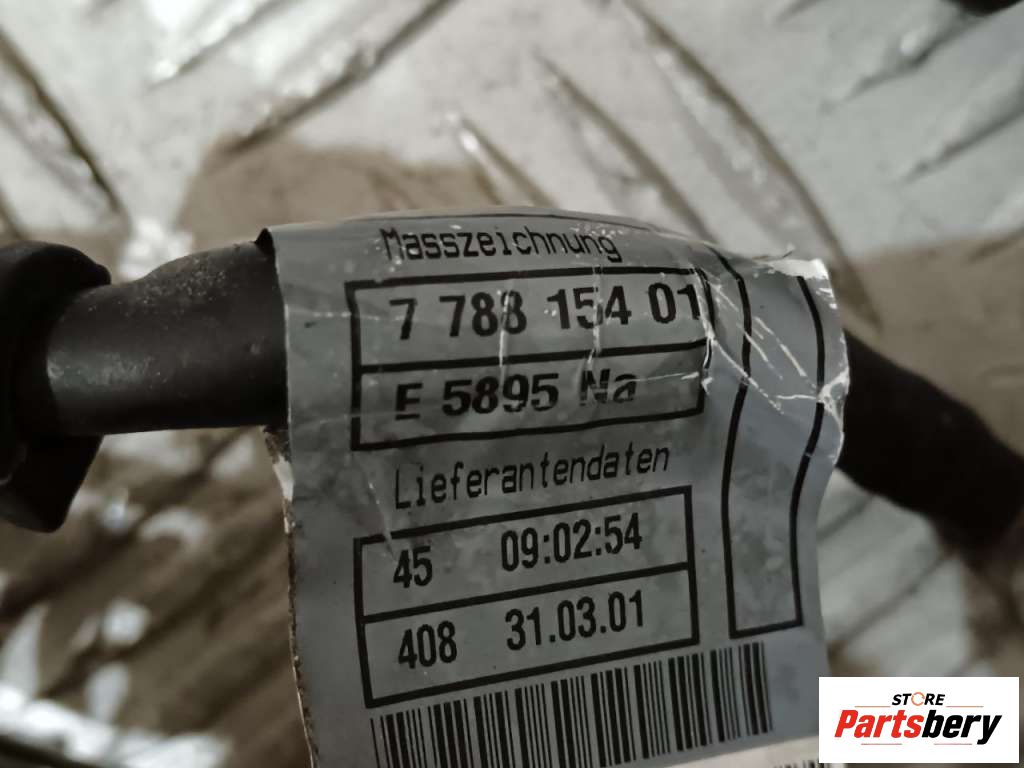 Masszeichnung
7 788 154 01
E 5895 Na
Lieferantendaten
45 09:02:54
408 31.03.01
STORE
Partsbery